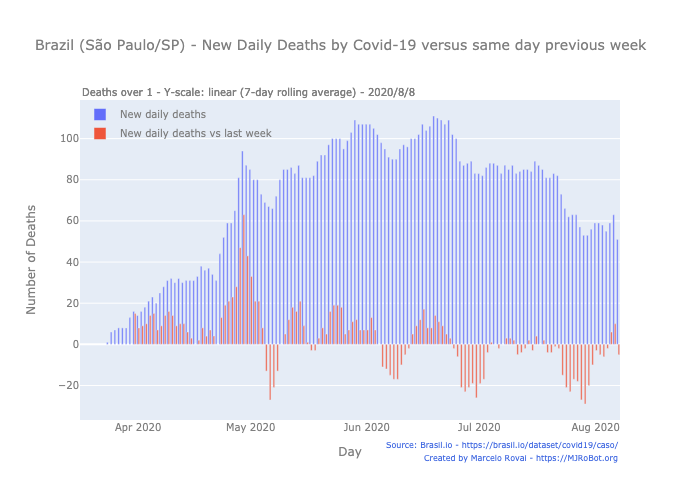 Brazil (São Paulo/SP) - New Daily Deaths by Covid-19 versus same day previous week
Deaths over 1 - Y-scale: linear (7-day rolling average) - 2020/8/8
New daily deaths
New daily deaths vs last week
Number of Deaths
100
80
60
40
20
0
−20
Apr 2020
May 2020
Jun 2020
Jul 2020
Aug 2020
Day
Source: Brasil.io - https://brasil.io/dataset/covid19/caso/
Created by Marcelo Rovai - https://MJRoBot.org